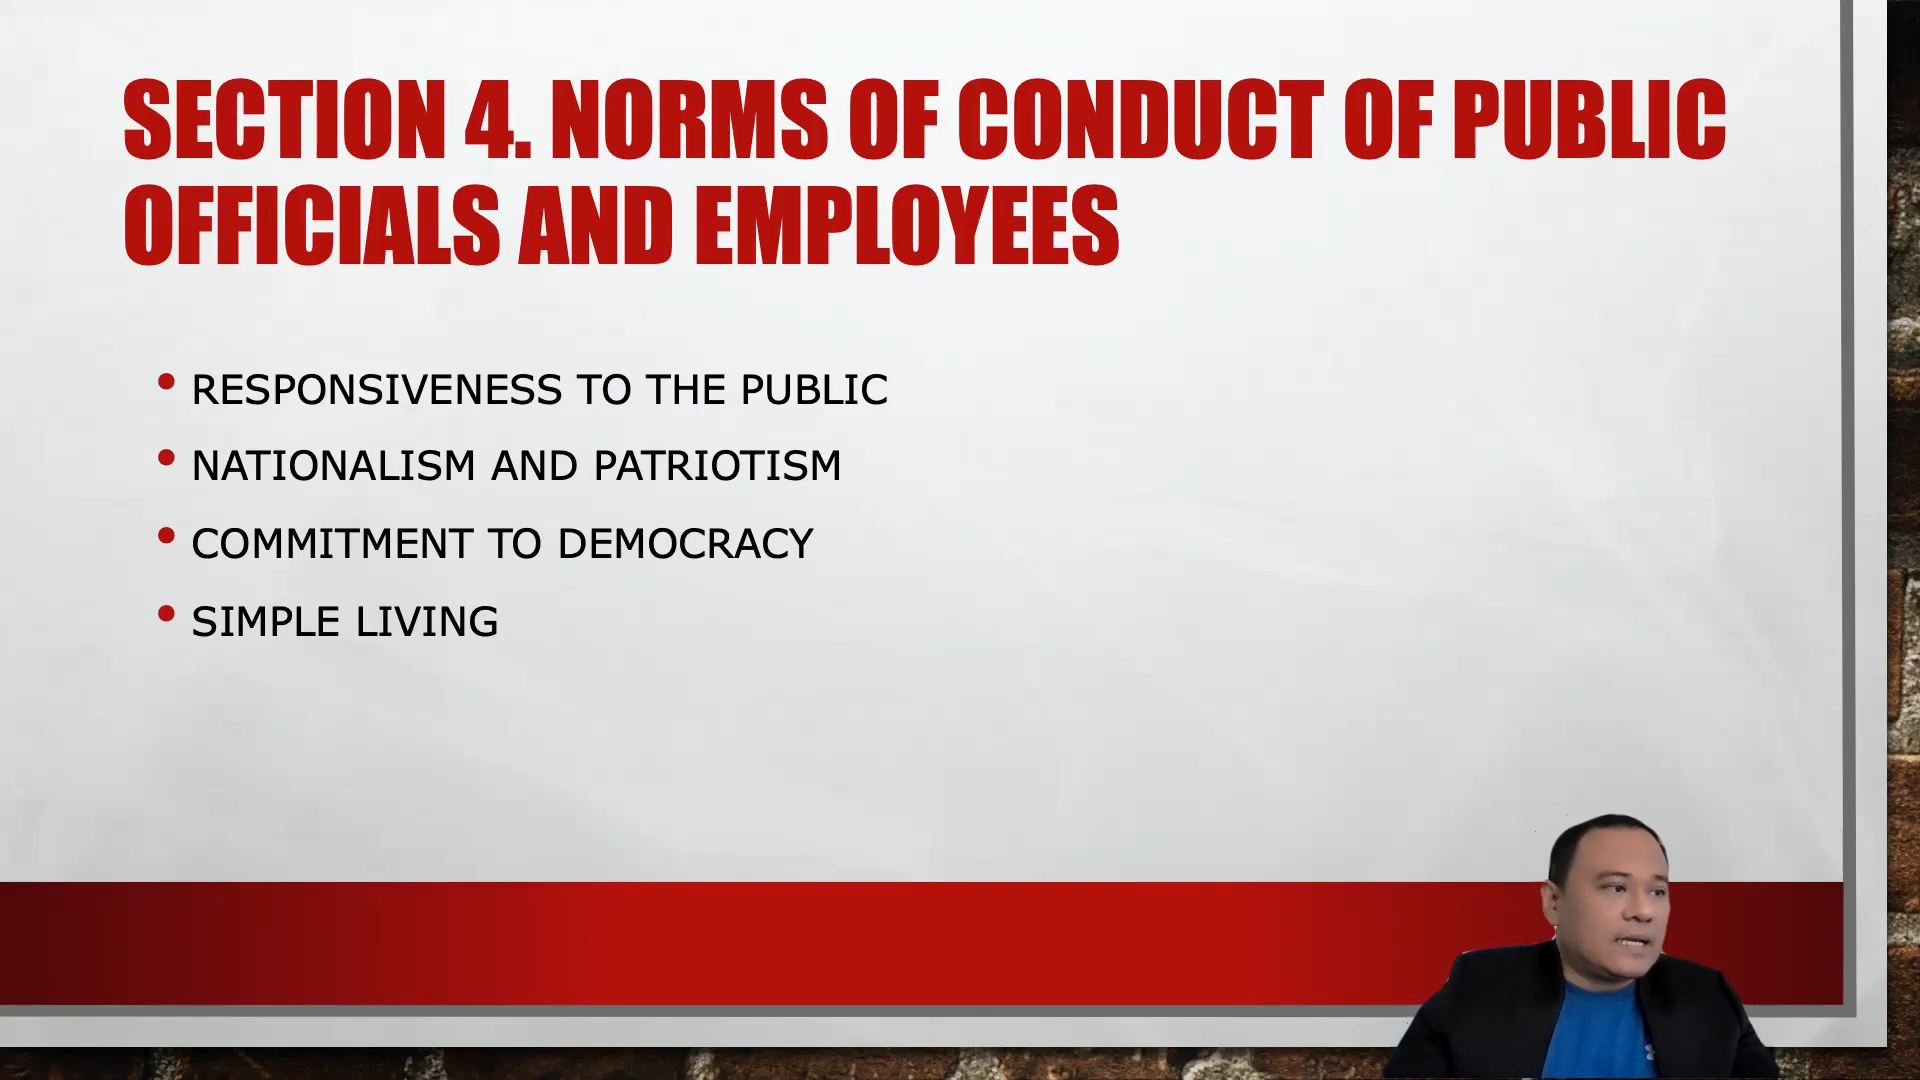 SECTION 4. NORMS OF CONDUCT OF PUBLIC
OFFICIALS AND EMPLOYEES
• RESPONSIVENESS TO THE PUBLIC
• NATIONALISM AND PATRIOTISM
• COMMITMENT TO DEMOCRACY
• SIMPLE LIVING